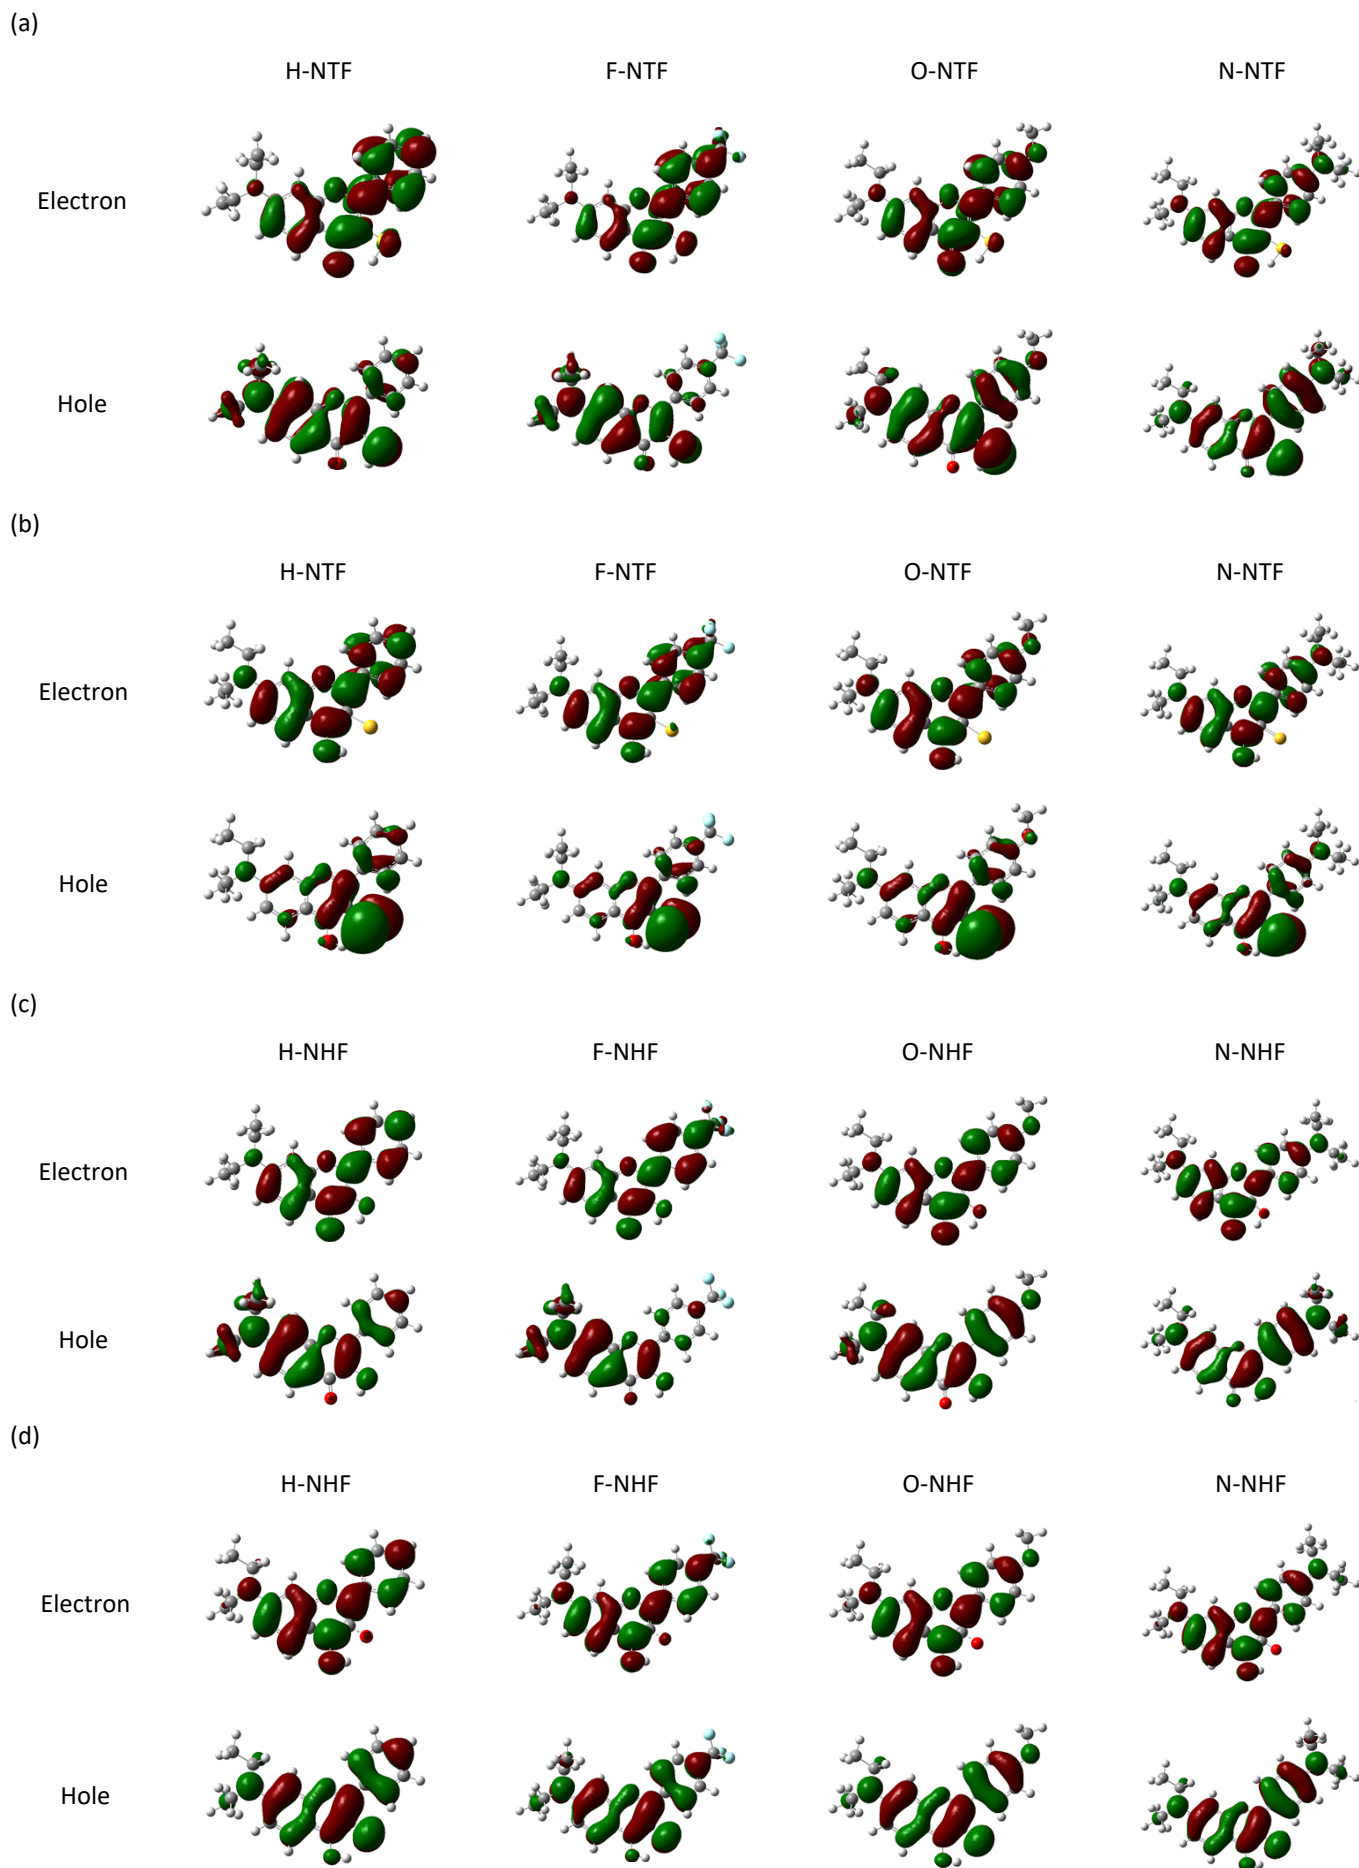 (a)
H-NTF F-NTF O-NTF N-NTF
Electron
Hole
(b)
H-NTF F-NTF O-NTF N-NTF
Electron
Hole
(c)
H-NHF F-NHF O-NHF N-NHF
Electron
Hole
(d)
H-NHF F-NHF O-NHF N-NHF
Electron
Hole